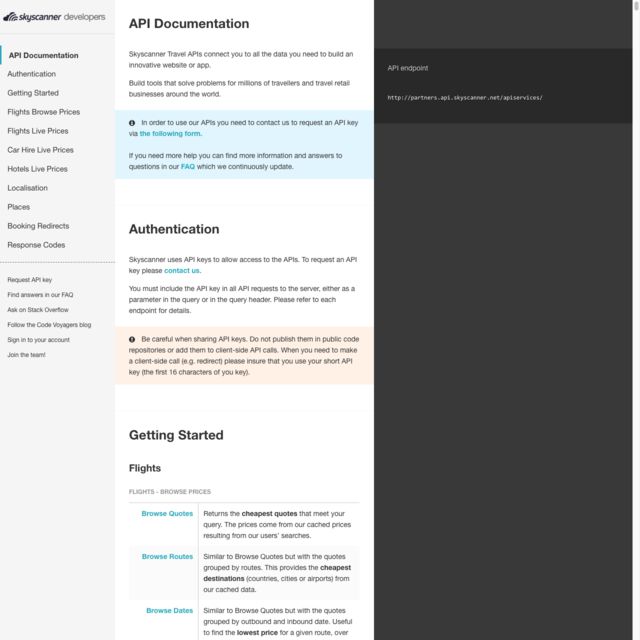 skyscanner developers
API Documentation
Authentication
Getting Started
Flights Browse Prices
Flights Live Prices
Car Hire Live Prices
Hotels Live Prices
Localisation
Places
Booking Redirects
Response Codes
Request API key
Find answers in our FAQ
Ask on Stack Overflow
Follow the Code Voyagers blog
Sign in to your account
Join the team!
API Documentation
Skyscanner Travel APIs connect you to all the data you need to build an
innovative website or app.
Build tools that solve problems for millions of travellers and travel retail
businesses around the world.
In order to use our APIs you need to contact us to request an API key
via the following form.
If you need more help you can find more information and answers to
questions in our FAQ which we continuously update.
Authentication
Skyscanner uses API keys to allow access to the APIs. To request an API
key please contact us.
You must include the API key in all API requests to the server, either as a
parameter in the query or in the query header. Please refer to each
endpoint for details.
Be careful when sharing API keys. Do not publish them in public code
repositories or add them to client-side API calls. When you need to make
a client-side call (e.g. redirect) please insure that you use your short API
key (the first 16 characters of you key).
Getting Started
Flights
FLIGHTS - BROWSE PRICES
Browse Quotes
Returns the cheapest quotes that meet your
query. The prices come from our cached prices
resulting from our users' searches.
Browse Routes
Similar to Browse Quotes but with the quotes
grouped by routes. This provides the cheapest
destinations (countries, cities or airports) from
our cached data.
Browse Dates
Similar to Browse Quotes but with the quotes
grouped by outbound and inbound date. Useful
to find the lowest price for a given route, over
API endpoint
http://partners.api.skyscanner.net/apiservices/